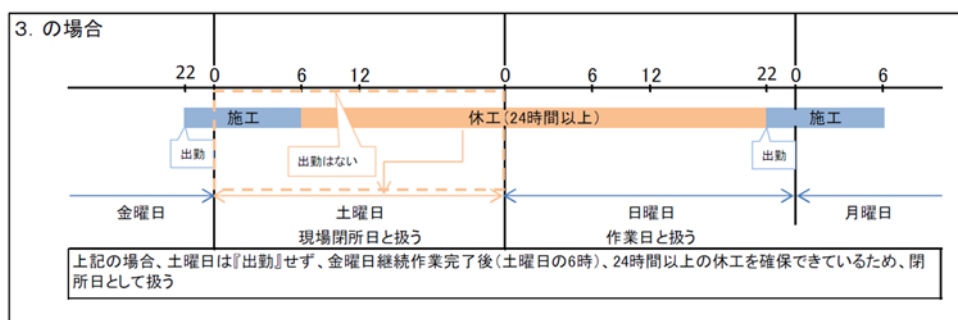 3. の場合
22 0 6 12 0 6 12 22 0 6
施工 休工(24時間以上) 施工
出勤 出勤はない 出勤
金曜日 土曜日 日曜日 月曜日
現場閉所日と扱う 作業日と扱う
上記の場合、土曜日は『出勤』せず、金曜日継続作業完了後(土曜日の6時)、24時間以上の休工を確保できているため、閉
所日として扱う